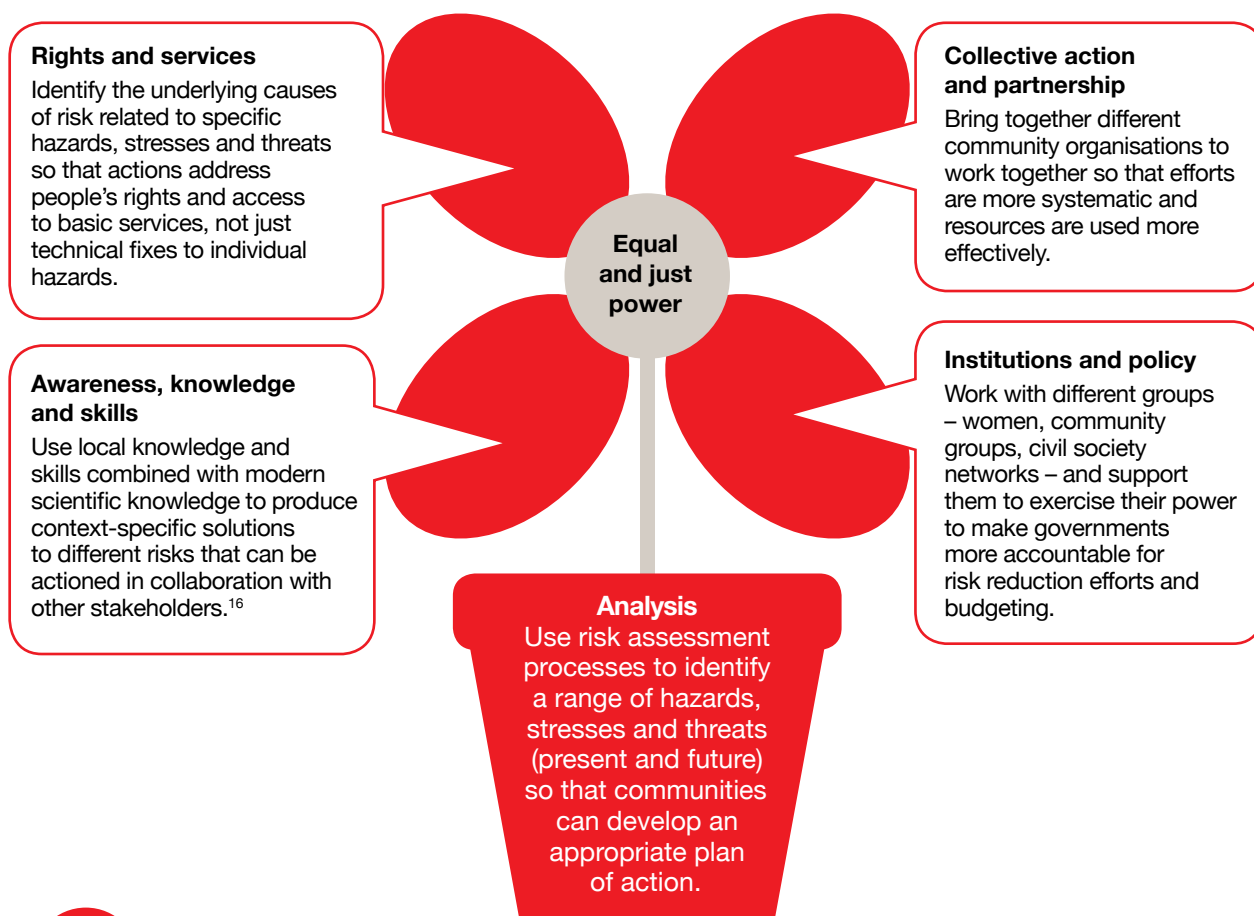 Rights and services
Identify the underlying causes
of risk related to specific
hazards, stresses and threats
so that actions address
people's rights and access
to basic services, not just
technical fixes to individual
hazards.
Collective action
and partnership
Bring together different
community organisations to
work together so that efforts
are more systematic and
resources are used more
effectively.
Equal
and just
power
Awareness, knowledge
and skills
Use local knowledge and
skills combined with modern
scientific knowledge to produce
context-specific solutions
to different risks that can be
actioned in collaboration with
other stakeholders.16
Institutions and policy
Work with different groups
– women, community
groups, civil society
networks – and support
them to exercise their power
to make governments
more accountable for
risk reduction efforts and
budgeting.
Analysis
Use risk assessment
processes to identify
a range of hazards,
stresses and threats
(present and future)
so that communities
can develop an
appropriate plan
of action.